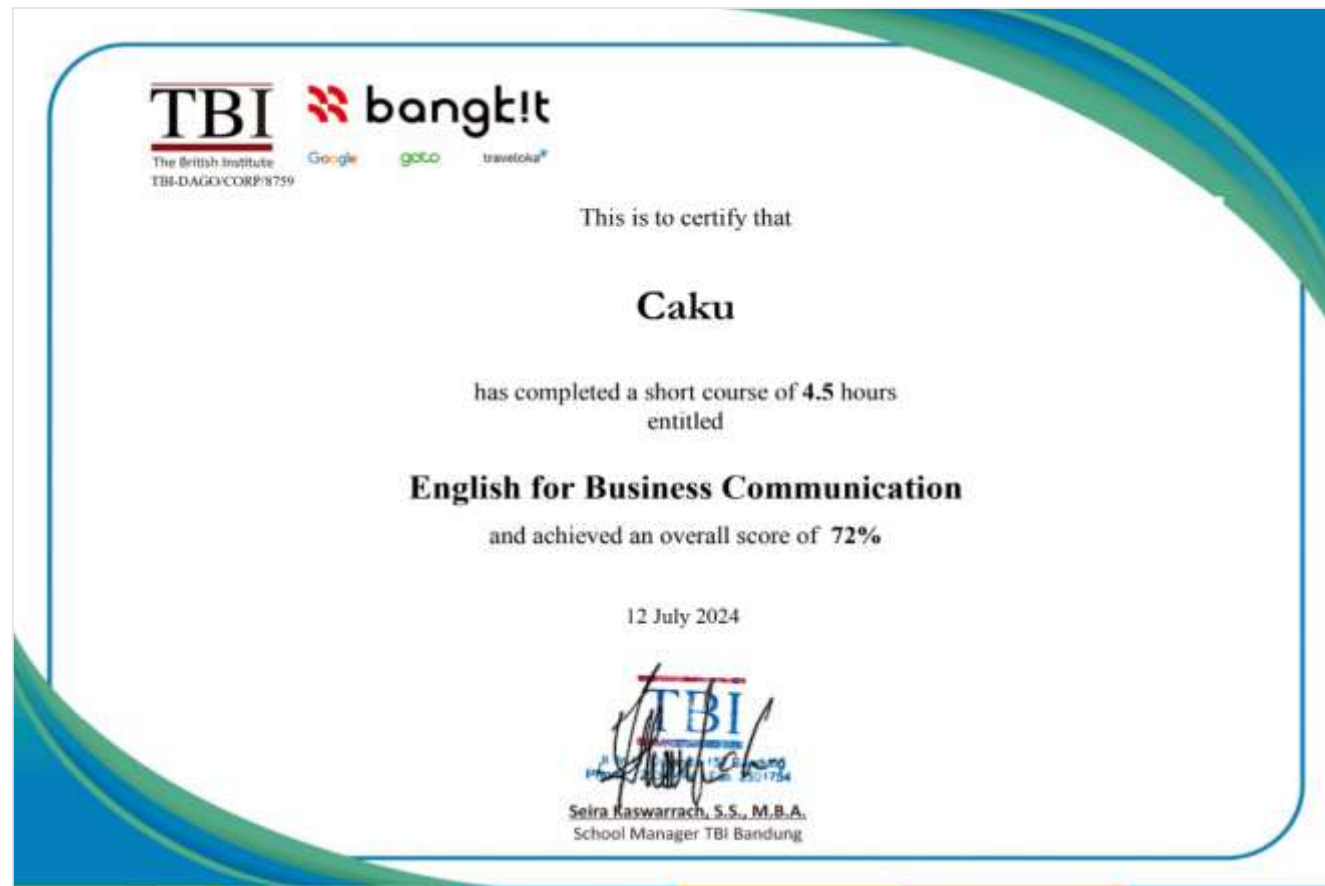 TBI
bangk!t
The British Institute
Google goto traveloka
TBI-DAGO/CORP/8759
This is to certify that
Caku
has completed a short course of 4.5 hours
entitled
English for Business Communication
and achieved an overall score of 72%
12 July 2024
TBI
Seira Kaswarrach, S.S., M.B.A.
School Manager TBI Bandung